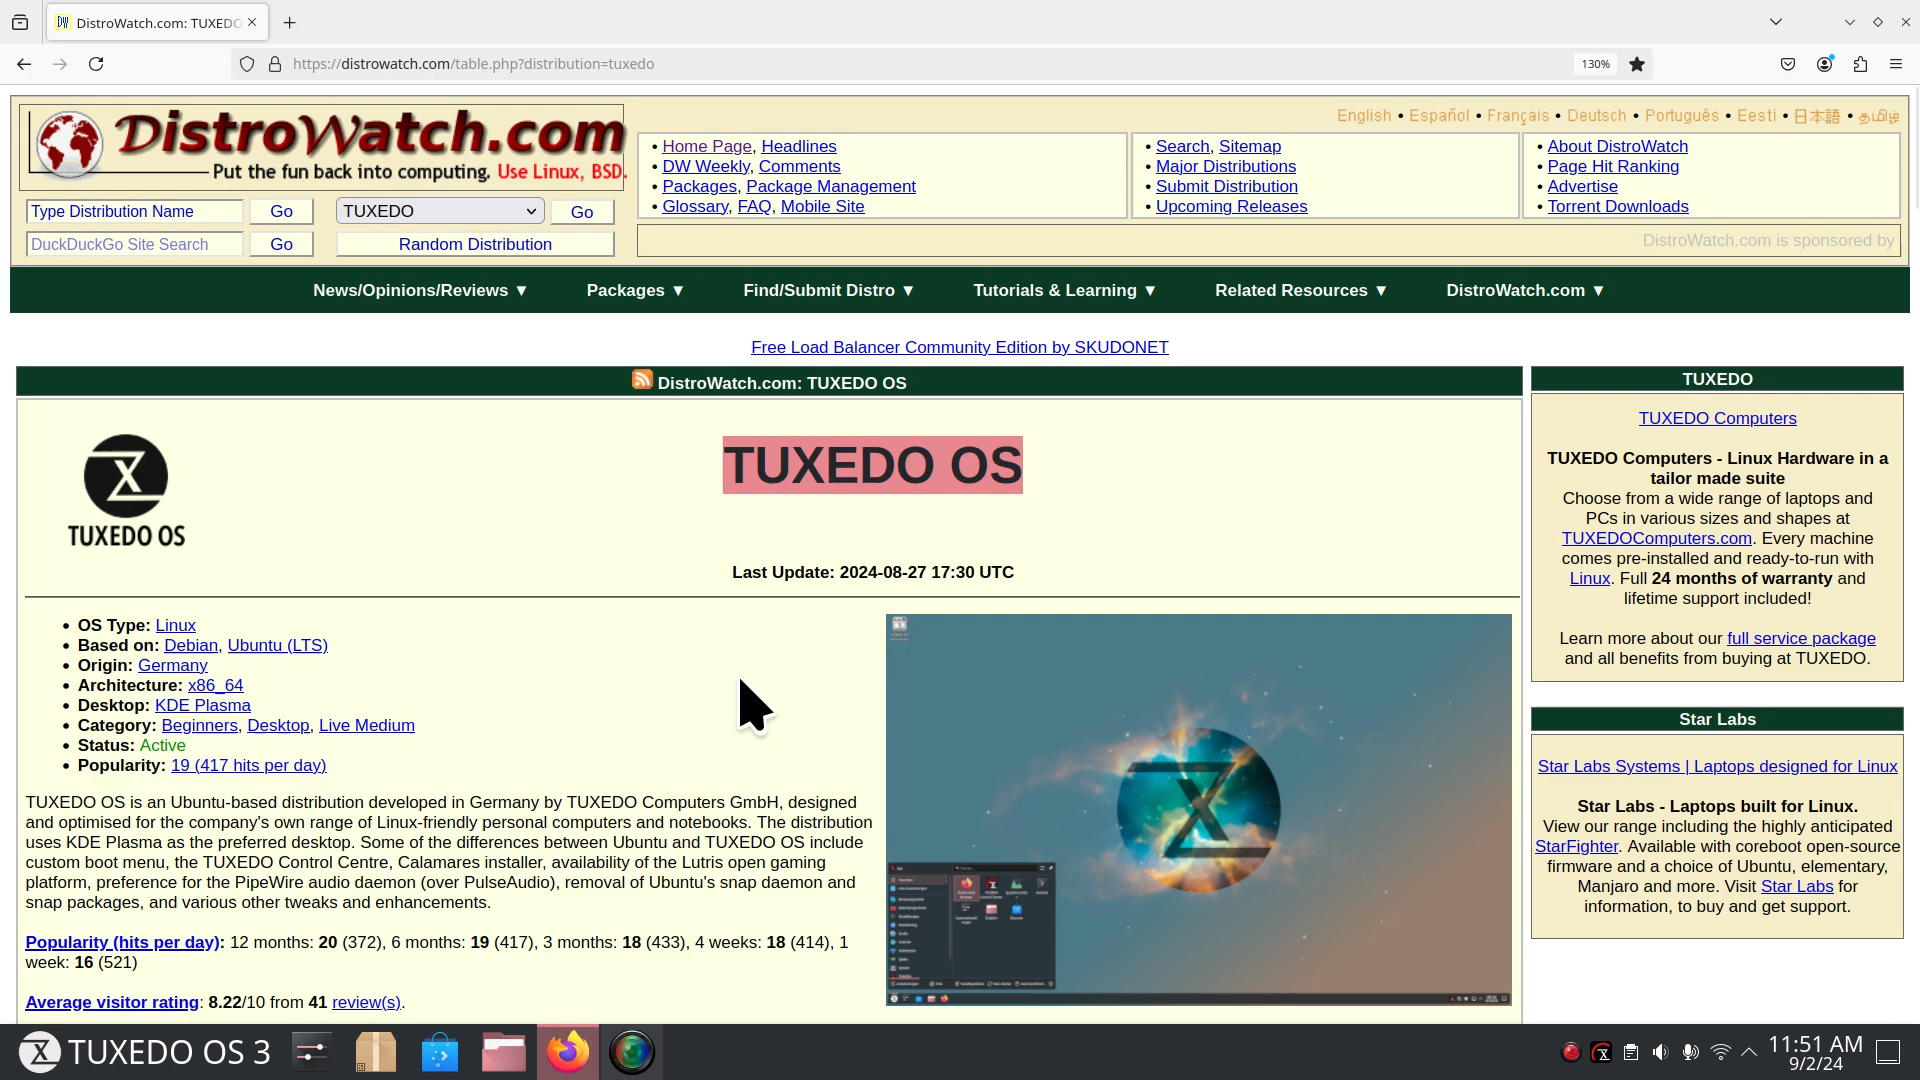 DistroWatch.com: TUXEDO
https://distrowatch.com/table.php?distribution=tuxedo
130%
DistroWatch.com
Put the fun back into computing. Use Linux, BSD.
English • Español • Français • Deutsch • Português • Eesti • 日本語 • தமிழ்
• Home Page, Headlines
• DW Weekly, Comments
• Packages, Package Management
• Glossary, FAQ, Mobile Site
• Search, Sitemap
• Major Distributions
• Submit Distribution
• Upcoming Releases
• About DistroWatch
• Page Hit Ranking
• Advertise
• Torrent Downloads
Type Distribution Name Go TUXEDO Go
DuckDuckGo Site Search Go Random Distribution
DistroWatch.com is sponsored by
News/Opinions/Reviews ▼ Packages ▼ Find/Submit Distro ▼ Tutorials & Learning ▼ Related Resources ▼ DistroWatch.com ▼
Free Load Balancer Community Edition by SKUDONET
DistroWatch.com: TUXEDO OS
TUXEDO OS
TUXEDO OS
Last Update: 2024-08-27 17:30 UTC
• OS Type: Linux
• Based on: Debian, Ubuntu (LTS)
• Origin: Germany
• Architecture: x86_64
• Desktop: KDE Plasma
• Category: Beginners, Desktop, Live Medium
• Status: Active
• Popularity: 19 (417 hits per day)
TUXEDO OS is an Ubuntu-based distribution developed in Germany by TUXEDO Computers GmbH, designed
and optimised for the company's own range of Linux-friendly personal computers and notebooks. The distribution
uses KDE Plasma as the preferred desktop. Some of the differences between Ubuntu and TUXEDO OS include
custom boot menu, the TUXEDO Control Centre, Calamares installer, availability of the Lutris open gaming
platform, preference for the PipeWire audio daemon (over PulseAudio), removal of Ubuntu's snap daemon and
snap packages, and various other tweaks and enhancements.
Popularity (hits per day): 12 months: 20 (372), 6 months: 19 (417), 3 months: 18 (433), 4 weeks: 18 (414), 1
week: 16 (521)
Average visitor rating: 8.22/10 from 41 review(s).
TUXEDO
TUXEDO Computers
TUXEDO Computers - Linux Hardware in a
tailor made suite
Choose from a wide range of laptops and
PCs in various sizes and shapes at
TUXEDOComputers.com. Every machine
comes pre-installed and ready-to-run with
Linux. Full 24 months of warranty and
lifetime support included!
Learn more about our full service package
and all benefits from buying at TUXEDO.
Star Labs
Star Labs Systems | Laptops designed for Linux
Star Labs - Laptops built for Linux.
View our range including the highly anticipated
StarFighter. Available with coreboot open-source
firmware and a choice of Ubuntu, elementary,
Manjaro and more. Visit Star Labs for
information, to buy and get support.
TUXEDO OS 3
11:51 AM
9/2/24